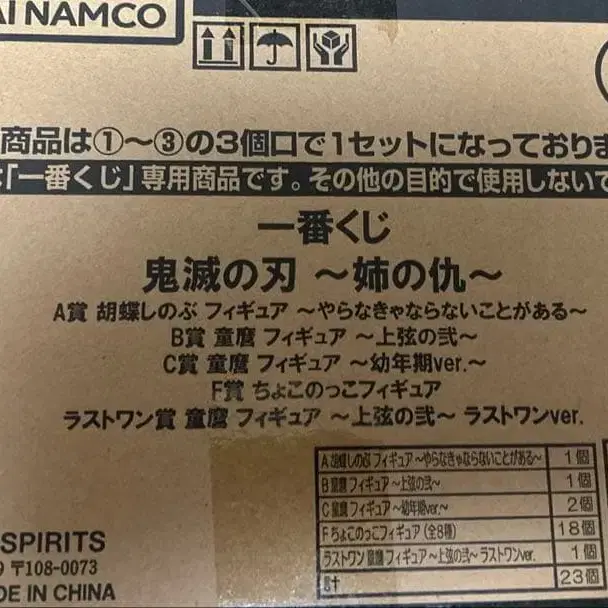 AI NAMCO
商品は①〜③の3個口で1セットになっておりま
「一番くじ」専用商品です。その他の目的で使用しないで
一番くじ
鬼滅の刃 〜姉の仇〜
A賞 胡蝶しのぶ フィギュア 〜やらなきゃならないことがある〜
B賞 童磨 フィギュア 〜上弦の弐〜
C賞 童磨 フィギュア 〜幼年期ver.〜
F賞 ちょこのっこフィギュア
ラストワン賞 童磨 フィギュア 〜上弦の弐〜 ラストワンver.
A 胡蝶しのぶ フィギュア 〜やらなきゃならないことがある〜 1個
B 童磨 フィギュア 〜上弦の弐〜 1個
C 童磨 フィギュア 〜幼年期ver.〜 2個
F ちょこのっこフィギュア (全8種) 18個
ラストワン 童磨 フィギュア 〜上弦の弐〜 ラストワンver. 1個
計 23個
SPIRITS
9 〒108-0073
DE IN CHINA